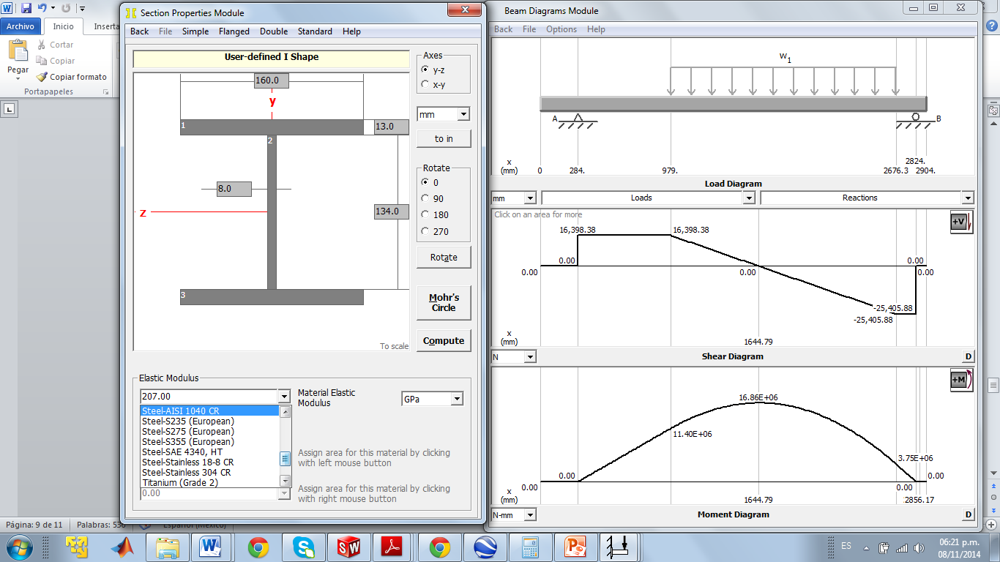 Archivo
Inicio
Inserta
Pegar
Cortar
Copiar
Copiar formato
Portapapeles
Section Properties Module
Back File Simple Flanged Double Standard Help
User-defined I Shape
160.0
y
1
13.0
2
8.0
z
134.0
3
To scale
Axes
y-z
x-y
mm
to in
Rotate
0
90
180
270
Rotate
Mohr's
Circle
Compute
Elastic Modulus
207.00
Material Elastic
Modulus
GPa
Steel-AISI 1040 CR
Steel-S235 (European)
Steel-S275 (European)
Steel-S355 (European)
Steel-SAE 4340, HT
Steel-Stainless 18-8 CR
Steel-Stainless 304 CR
Titanium (Grade 2)
0.00
Assign area for this material by clicking
with left mouse button
Assign area for this material by clicking
with right mouse button
Beam Diagrams Module
Back File Options Help
w1
A
B
x
(mm)
0
284.
979.
2676.3
2824.
2904.
Load Diagram
mm
Loads
Reactions
Click on an area for more
+V
16,398.38
16,398.38
0.00
0.00
0.00
0.00
0.00
-25,405.88
-25,405.88
x
(mm)
1644.79
N
Shear Diagram
D
+M
16.86E+06
11.40E+06
3.75E+06
0.00
0.00
0.00
0.00
x
(mm)
1644.79
2856.17
N-mm
Moment Diagram
D
Página: 9 de 11
Palabras: 536
Español (México)
ES
06:21 p.m.
08/11/2014